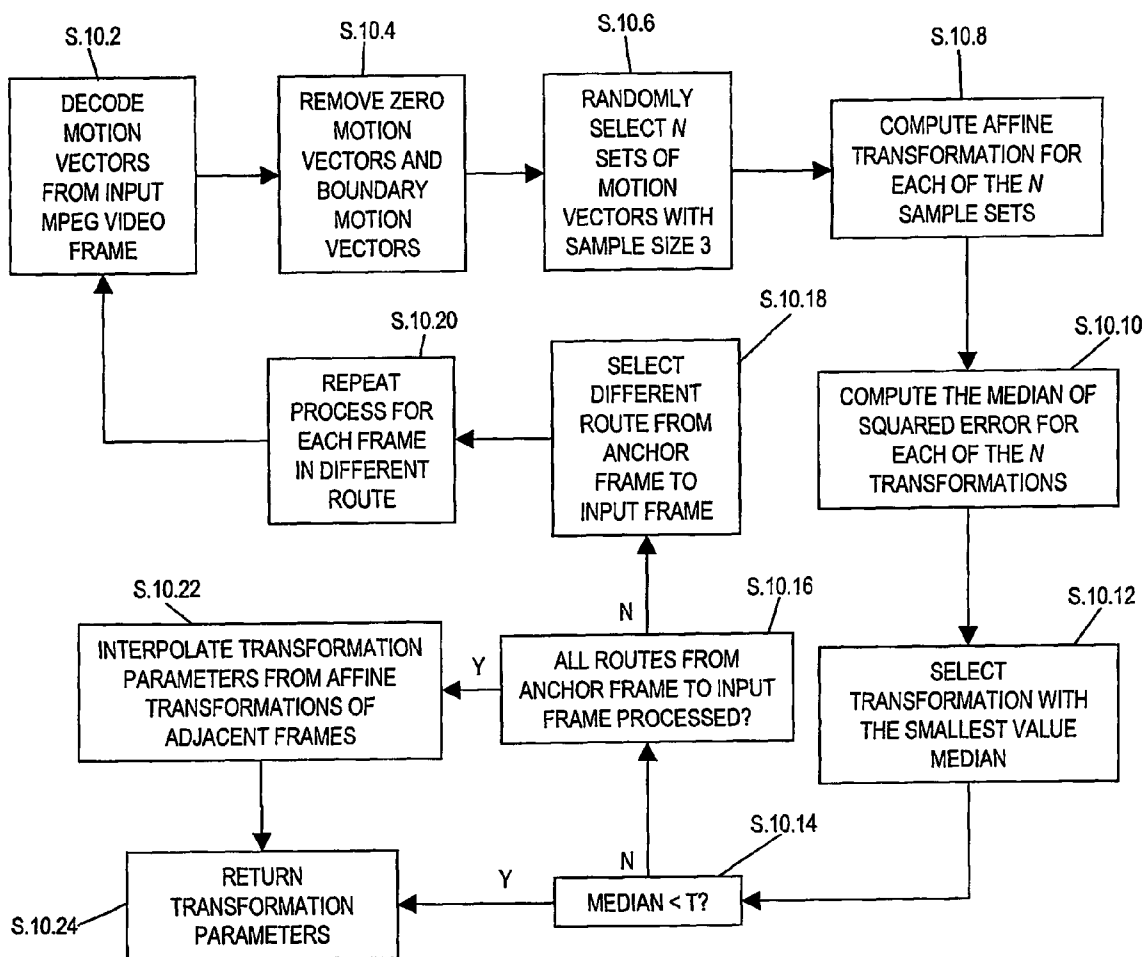 S.10.2
DECODE
MOTION
VECTORS
FROM INPUT
MPEG VIDEO
FRAME
S.10.4
REMOVE ZERO
MOTION
VECTORS AND
BOUNDARY
MOTION
VECTORS
S.10.6
RANDOMLY
SELECT N
SETS OF
MOTION
VECTORS WITH
SAMPLE SIZE 3
S.10.8
COMPUTE AFFINE
TRANSFORMATION FOR
EACH OF THE N
SAMPLE SETS
S.10.10
COMPUTE THE MEDIAN OF
SQUARED ERROR FOR
EACH OF THE N
TRANSFORMATIONS
S.10.12
SELECT
TRANSFORMATION WITH
THE SMALLEST VALUE
MEDIAN
S.10.14
MEDIAN < T?
Y
N
S.10.16
ALL ROUTES FROM
ANCHOR FRAME TO INPUT
FRAME PROCESSED?
Y
N
S.10.18
SELECT
DIFFERENT
ROUTE FROM
ANCHOR
FRAME TO
INPUT FRAME
S.10.20
REPEAT
PROCESS FOR
EACH FRAME
IN DIFFERENT
ROUTE
S.10.22
INTERPOLATE TRANSFORMATION
PARAMETERS FROM AFFINE
TRANSFORMATIONS OF
ADJACENT FRAMES
S.10.24
RETURN
TRANSFORMATION
PARAMETERS